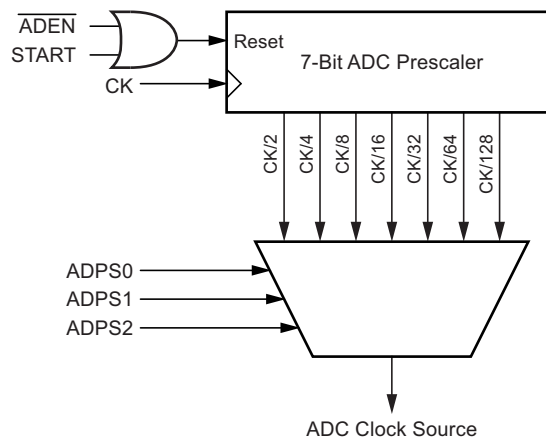 ADEN
START
Reset
7-Bit ADC Prescaler
CK
CK/2
CK/4
CK/8
CK/16
CK/32
CK/64
CK/128
ADPS0
ADPS1
ADPS2
ADC Clock Source